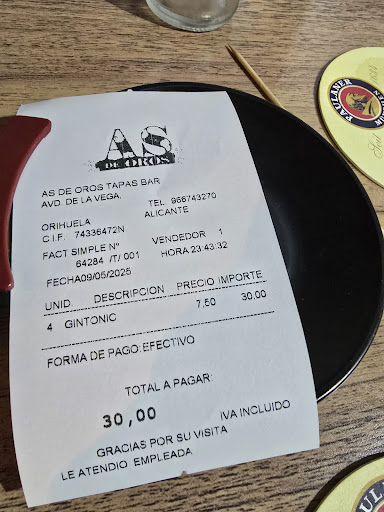 AS
DE OROS
AS DE OROS TAPAS BAR
AVD. DE LA VEGA,
TEL 966743270
ORIHUELA ALICANTE
C.I.F. 74336472N
FACT SIMPLE Nº VENDEDOR 1
64284 /T/ 001 HORA 23:43:32
FECHA09/05/2025
UNID. DESCRIPCION PRECIO IMPORTE
4 GINTONIC 7,50 30,00
FORMA DE PAGO:EFECTIVO
TOTAL A PAGAR:
30,00 IVA INCLUIDO
GRACIAS POR SU VISITA
LE ATENDIO EMPLEADA
PAULANER